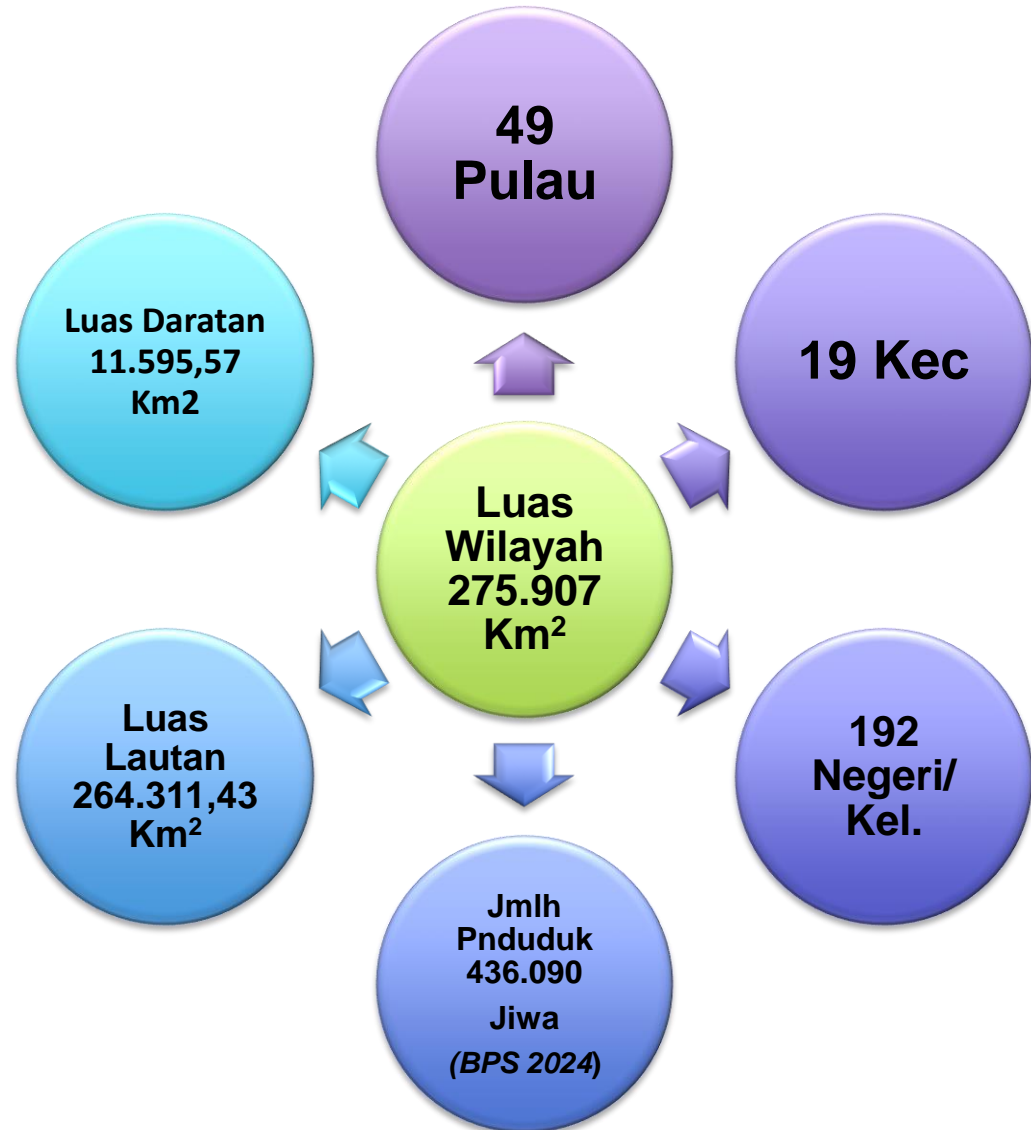 49
Pulau
19 Kec
192
Negeri/
Kel.
Jmlh
Pnduduk
436.090
Jiwa
(BPS 2024)
Luas
Lautan
264.311,43
Km²
Luas Daratan
11.595,57
Km2
Luas
Wilayah
275.907
Km²